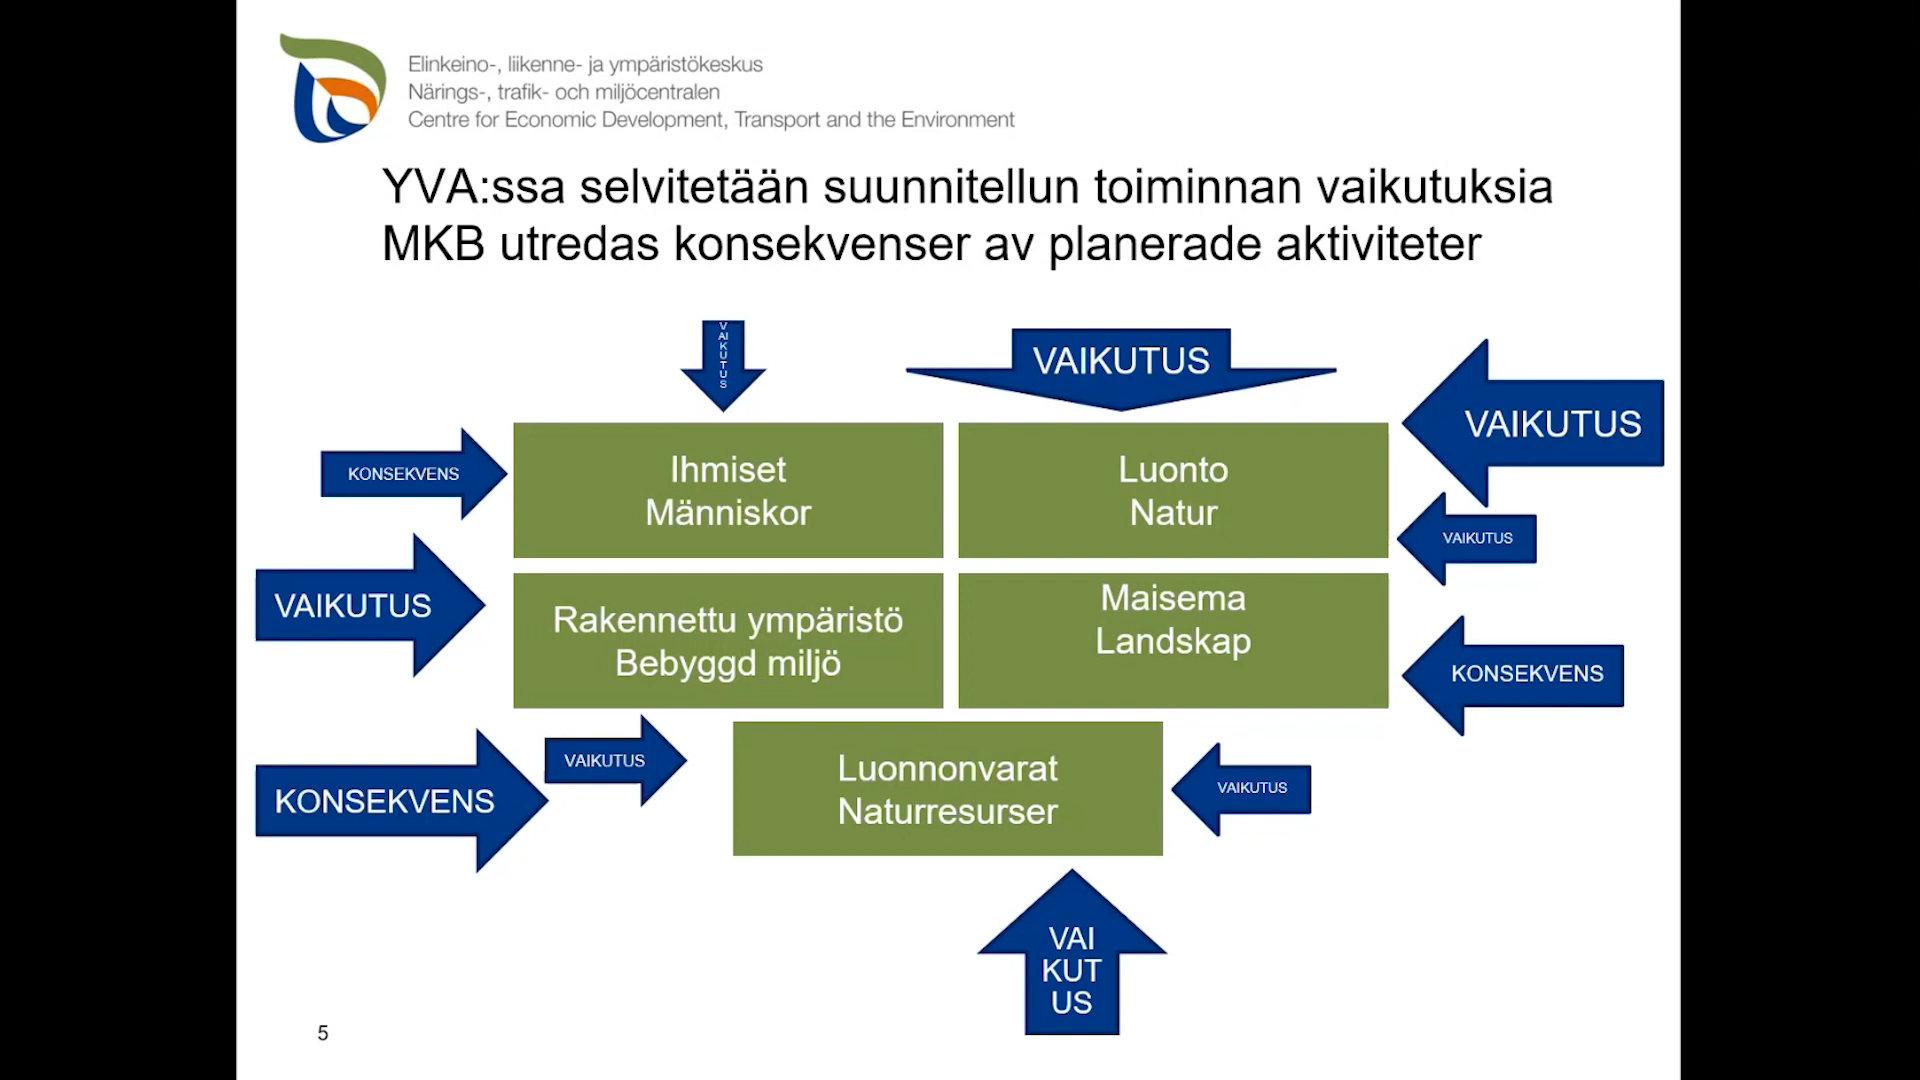 Elinkeino-, liikenne- ja ympäristökeskus
Närings-, trafik- och miljöcentralen
Centre for Economic Development, Transport and the Environment
YVA:ssa selvitetään suunnitellun toiminnan vaikutuksia
MKB utredas konsekvenser av planerade aktiviteter
V
AI
K
U
T
U
S
VAIKUTUS
VAIKUTUS
KONSEKVENS
Ihmiset
Människor
Luonto
Natur
VAIKUTUS
VAIKUTUS
Rakennettu ympäristö
Bebyggd miljö
Maisema
Landskap
KONSEKVENS
KONSEKVENS
VAIKUTUS
Luonnonvarat
Naturresurser
VAIKUTUS
VAI
KUT
US
5